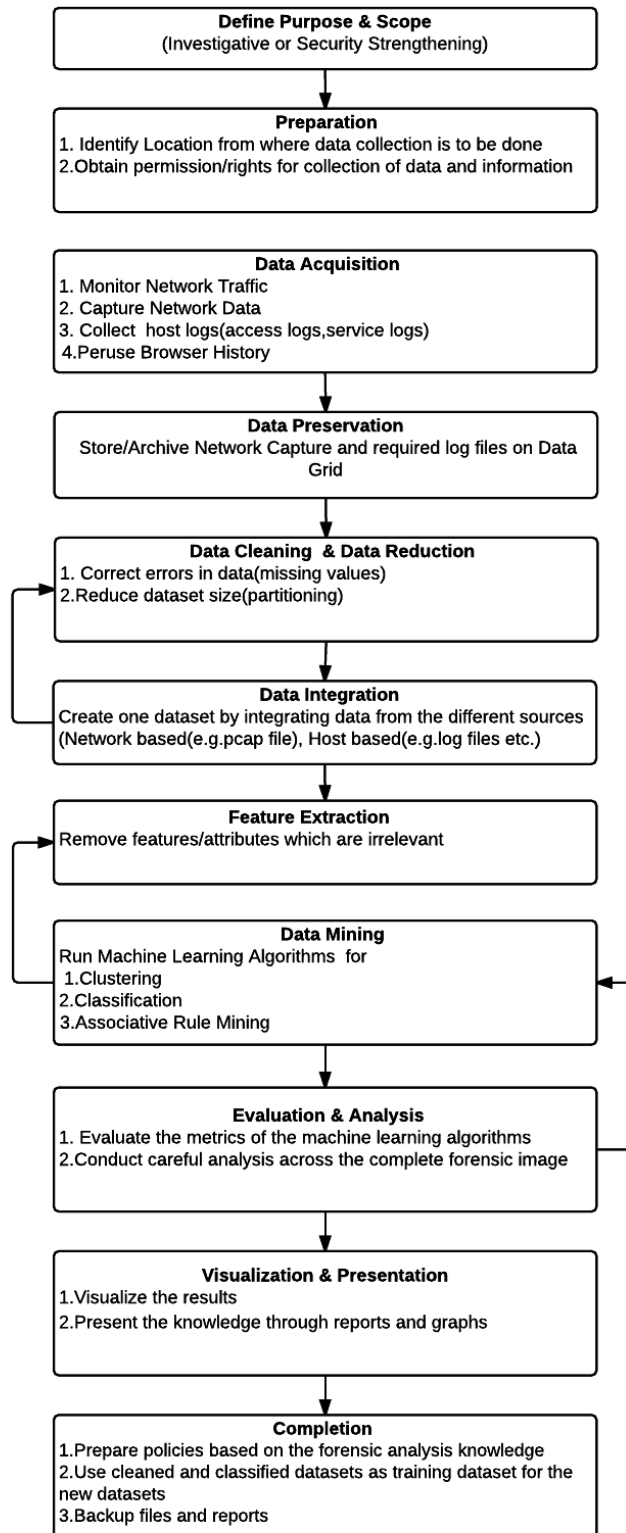 Define Purpose & Scope
(Investigative or Security Strengthening)
Preparation
1. Identify Location from where data collection is to be done
2.Obtain permission/rights for collection of data and information
Data Acquisition
1. Monitor Network Traffic
2. Capture Network Data
3. Collect host logs(access logs,service logs)
4.Peruse Browser History
Data Preservation
Store/Archive Network Capture and required log files on Data
Grid
Data Cleaning & Data Reduction
1. Correct errors in data(missing values)
2.Reduce dataset size(partitioning)
Data Integration
Create one dataset by integrating data from the different sources
(Network based(e.g.pcap file), Host based(e.g.log files etc.)
Feature Extraction
Remove features/attributes which are irrelevant
Data Mining
Run Machine Learning Algorithms for
1.Clustering
2.Classification
3.Associative Rule Mining
Evaluation & Analysis
1. Evaluate the metrics of the machine learning algorithms
2.Conduct careful analysis across the complete forensic image
Visualization & Presentation
1.Visualize the results
2.Present the knowledge through reports and graphs
Completion
1.Prepare policies based on the forensic analysis knowledge
2.Use cleaned and classified datasets as training dataset for the
new datasets
3.Backup files and reports